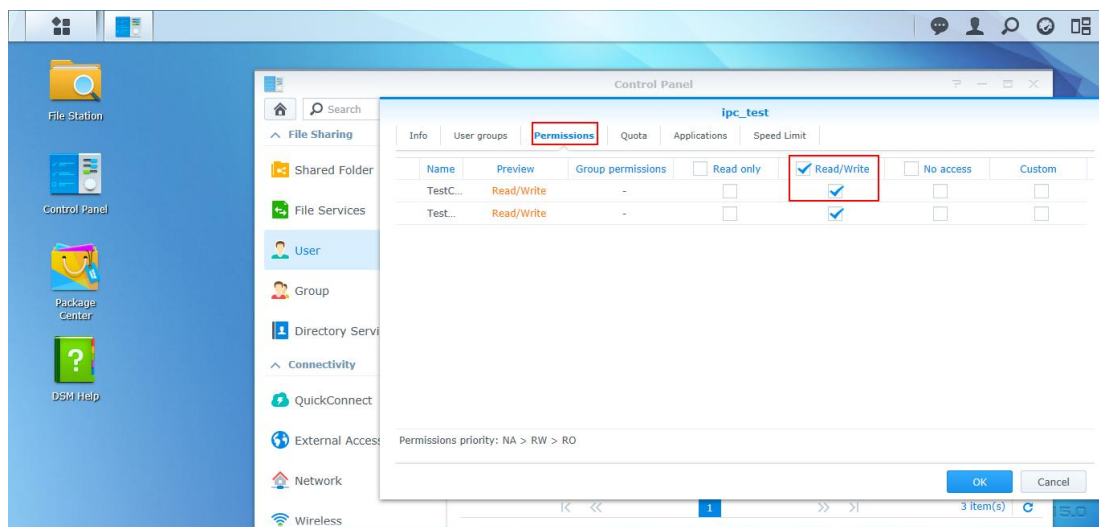 Control Panel
File Station
Search
ipc_test
File Sharing
Info User groups Permissions Quota Applications Speed Limit
Shared Folder
Name Preview Group permissions Read only Read/Write No access Custom
TestC... Read/Write -
Control Panel
File Services
Test... Read/Write -
User
Package
Center
Group
Directory Servi
Connectivity
DSM Help
QuickConnect
External Access
Permissions priority: NA > RW > RO
Network
OK Cancel
1 3 item(s)
Wireless
5.0